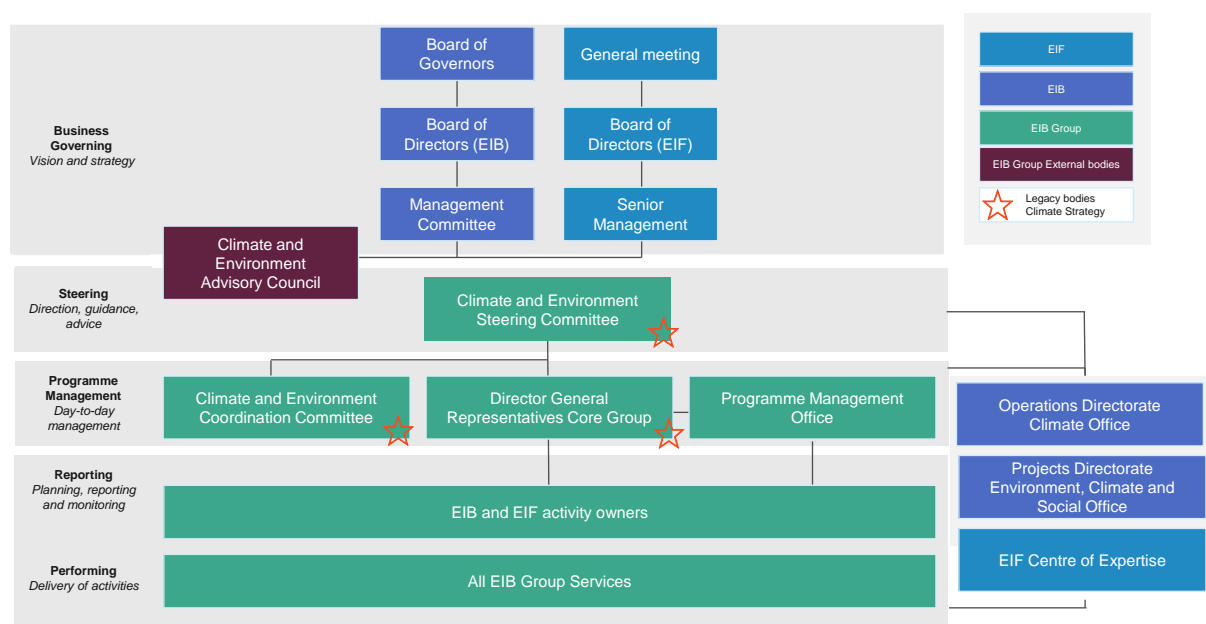 Board of
Governors
General meeting
EIF
EIB
EIB Group
EIB Group External bodies
Legacy bodies
Climate Strategy
Business
Governing
Vision and strategy
Board of
Directors (EIB)
Board of
Directors (EIF)
Management
Committee
Senior
Management
Climate and
Environment
Advisory Council
Steering
Direction, guidance,
advice
Climate and Environment
Steering Committee
Programme
Management
Day-to-day
management
Climate and Environment
Coordination Committee
Director General
Representatives Core Group
Programme Management
Office
Operations Directorate
Climate Office
Projects Directorate
Environment, Climate and
Social Office
EIF Centre of Expertise
Reporting
Planning, reporting
and monitoring
EIB and EIF activity owners
Performing
Delivery of activities
All EIB Group Services